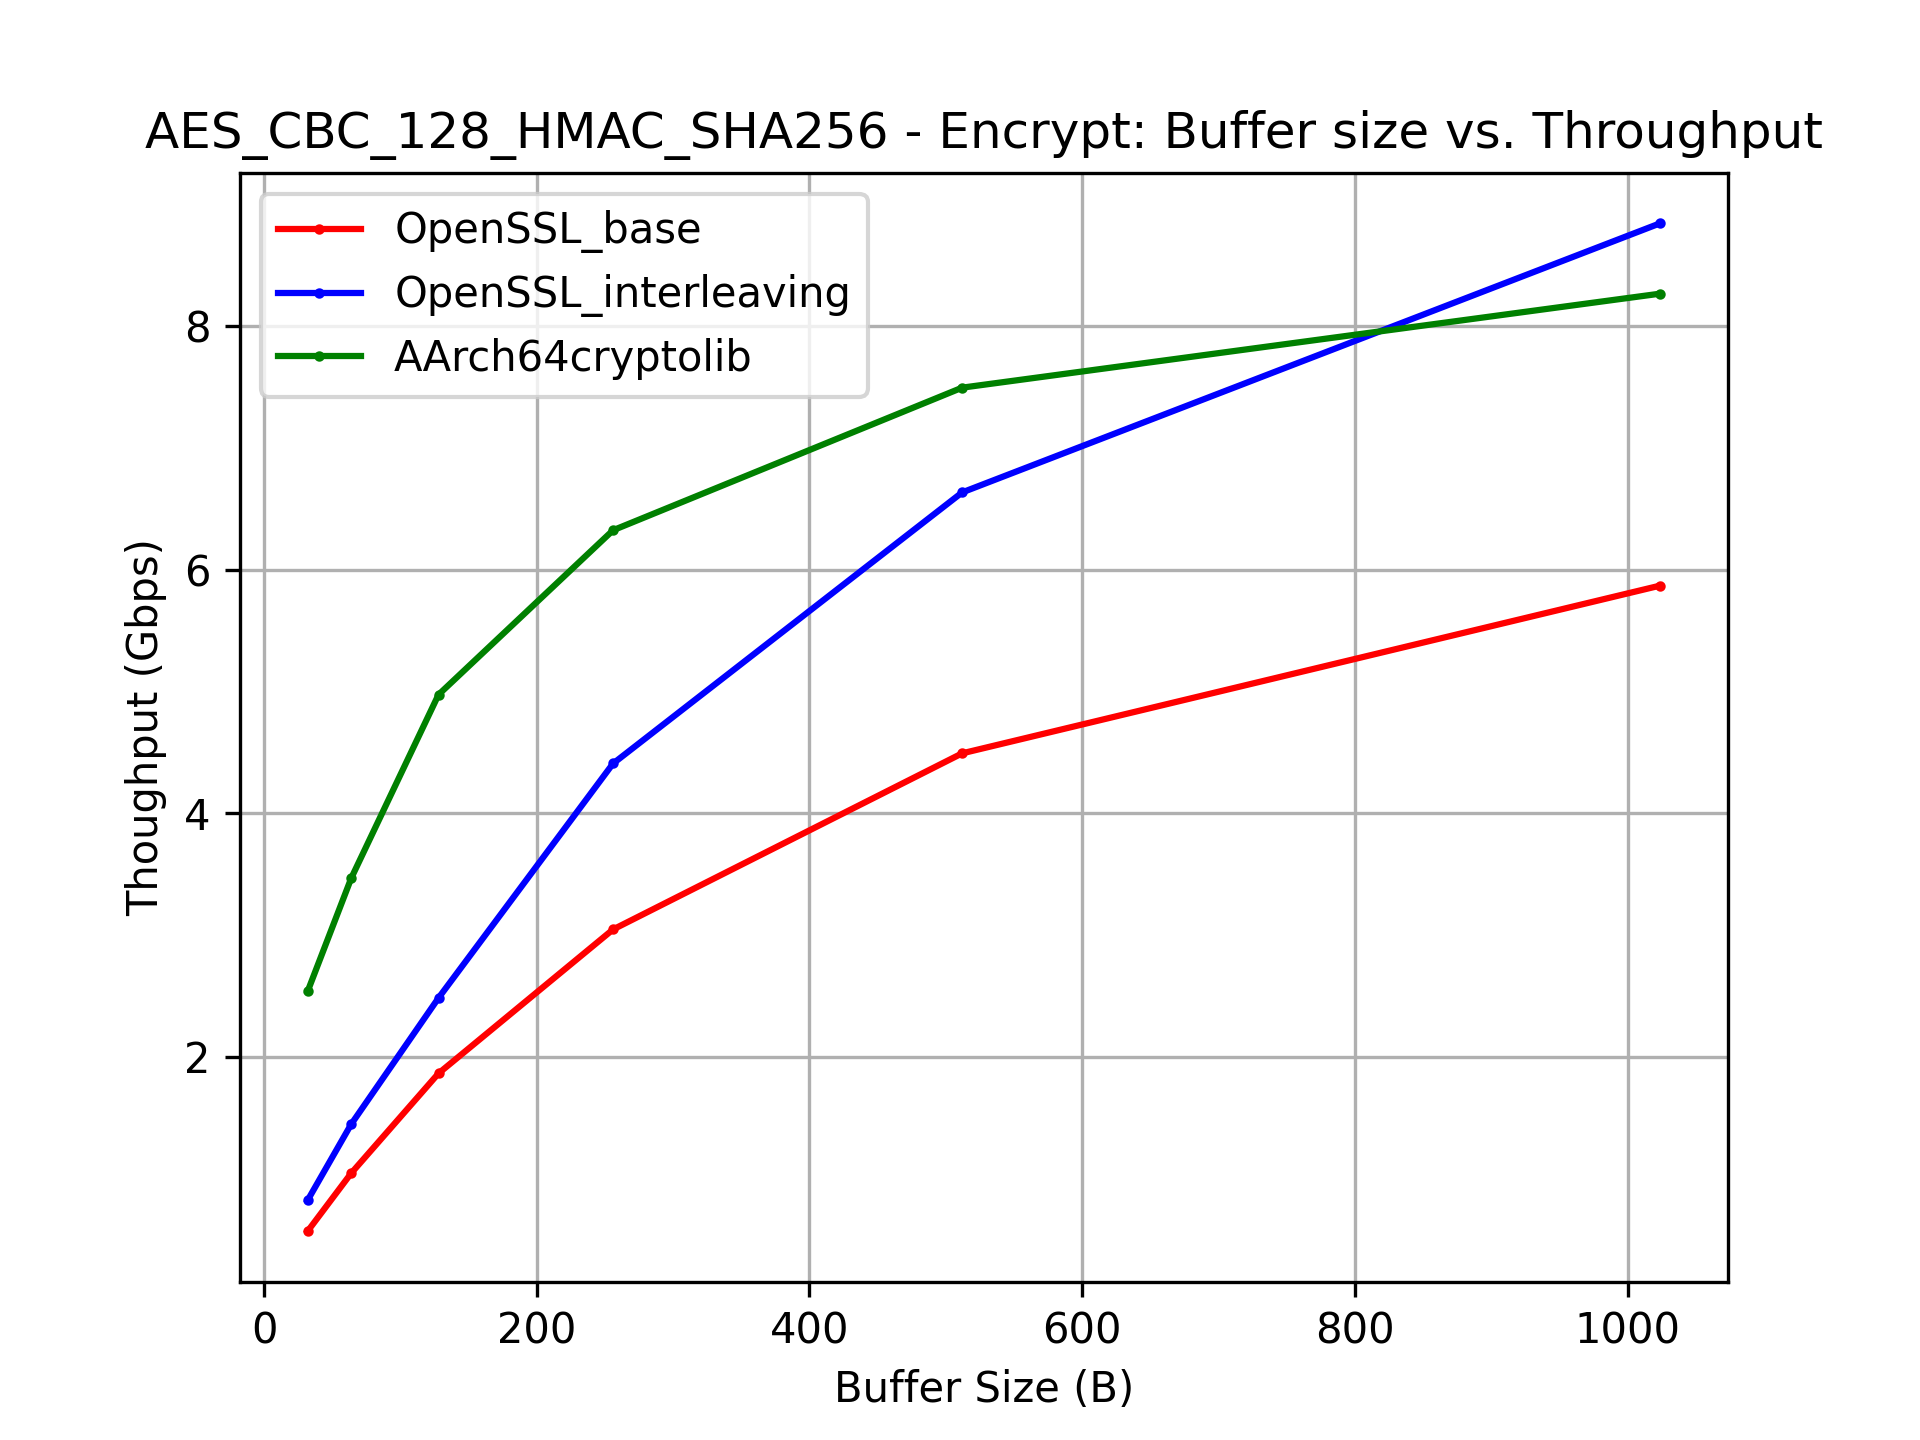 AES_CBC_128_HMAC_SHA256 - Encrypt: Buffer size vs. Throughput
OpenSSL_base
OpenSSL_interleaving
AArch64cryptolib
8
6
4
2
Thoughput (Gbps)
0 200 400 600 800 1000
Buffer Size (B)